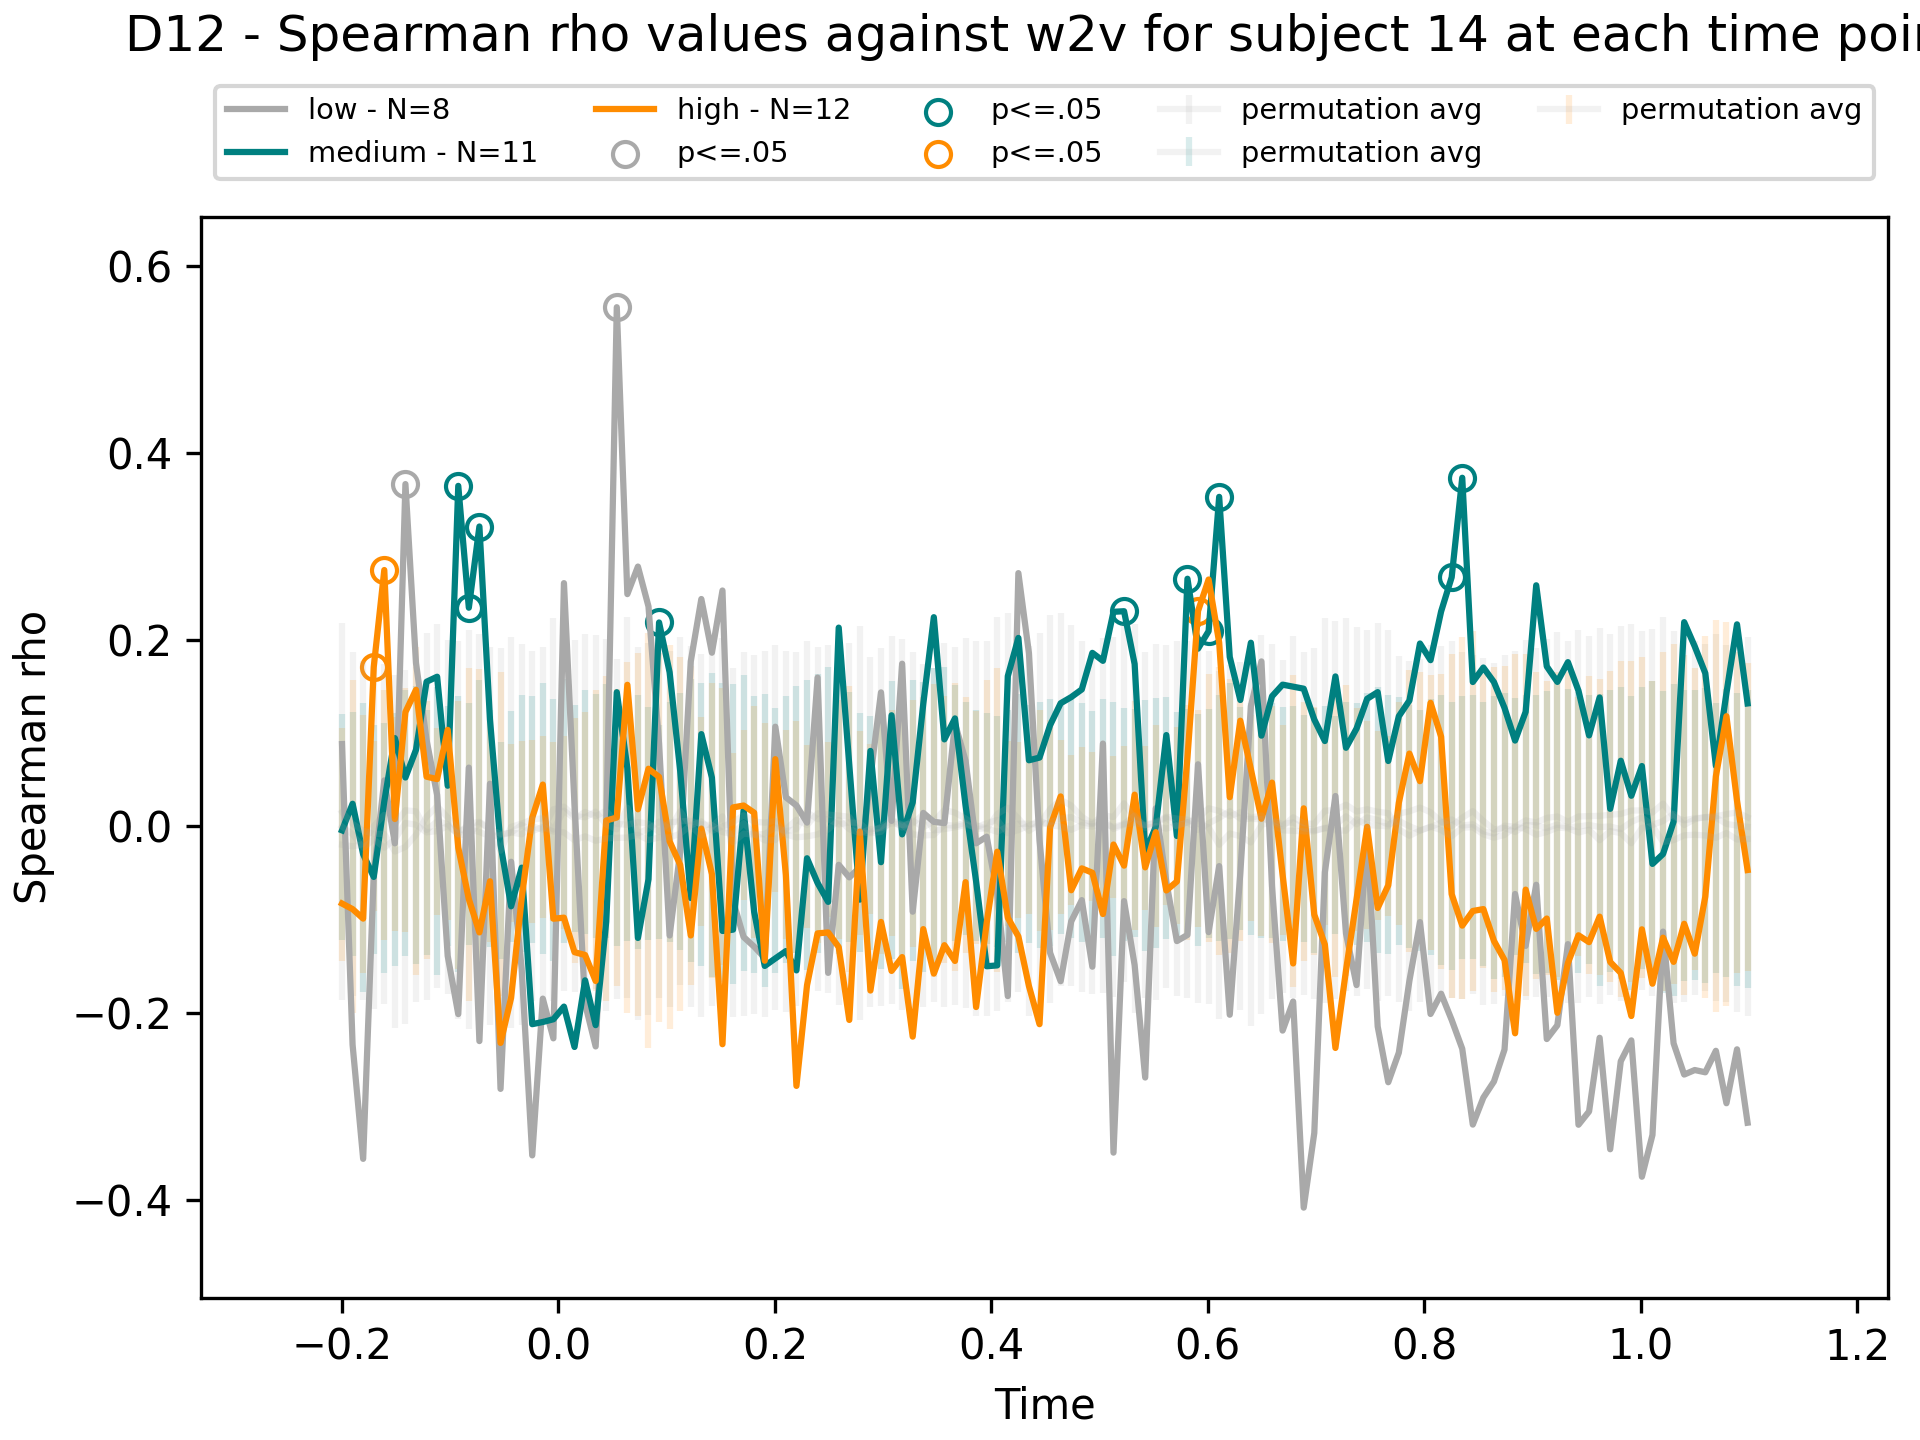 D12 - Spearman rho values against w2v for subject 14 at each time
low - N=8
medium - N=11
high - N=12
p<=.05
p<=.05
p<=.05
permutation avg
permutation avg
permutation avg
Spearman rho
0.6
0.4
0.2
0.0
−0.2
−0.4
−0.2
0.0
0.2
0.4
0.6
0.8
1.0
1.2
Time